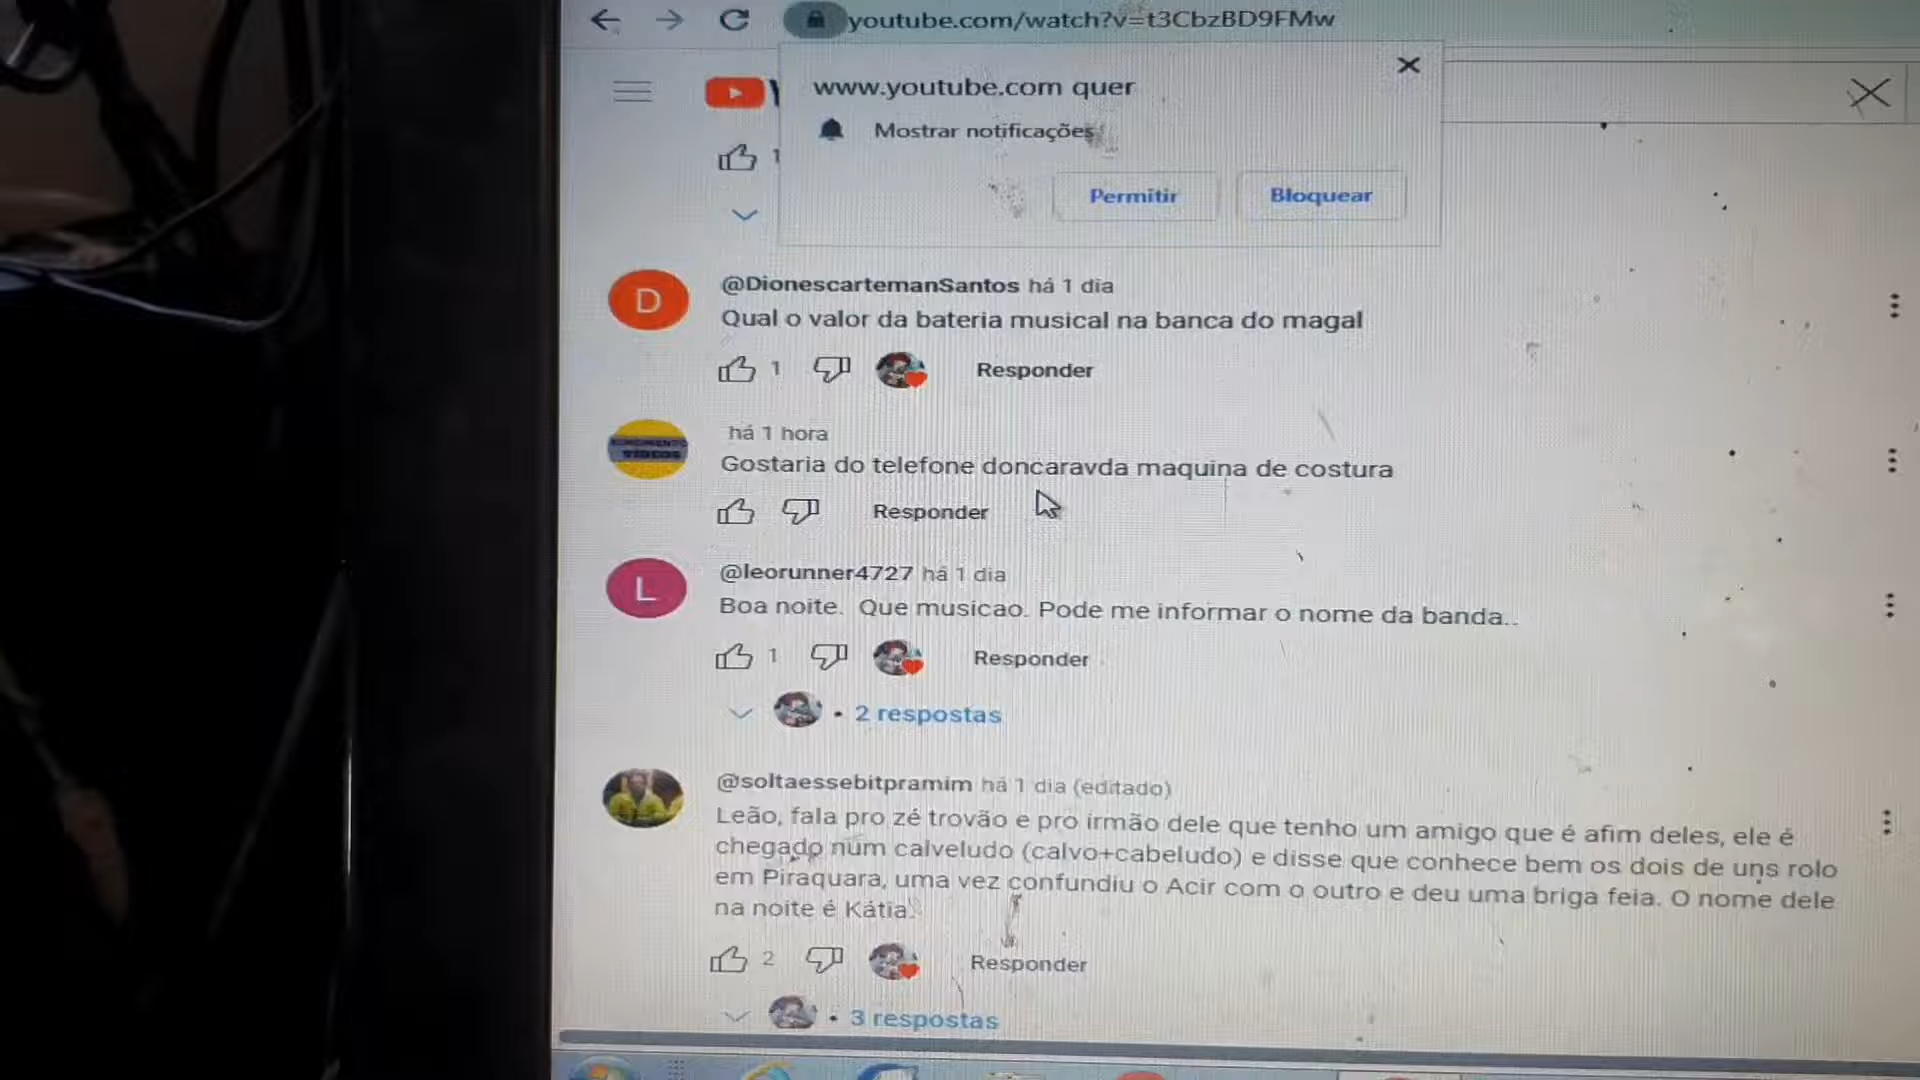 youtube.com/watch?v=t3CbzBD9FMw
www.youtube.com quer
Mostrar notificações
Permitir Bloquear
1
D
@DionescartemanSantos há 1 dia
Qual o valor da bateria musical na banca do magal
1 Responder
VÍDEOS
há 1 hora
Gostaria do telefone doncaravda maquina de costura
Responder
L
@leorunner4727 há 1 dia
Boa noite. Que musicao. Pode me informar o nome da banda..
1 Responder
• 2 respostas
@soltaessebitpramim há 1 dia (editado)
Leão, fala pro zé trovão e pro irmão dele que tenho um amigo que é afim deles, ele é
chegado num calveludo (calvo+cabeludo) e disse que conhece bem os dois de uns rolo
em Piraquara, uma vez confundiu o Acir com o outro e deu uma briga feia. O nome dele
na noite é Kátia.
2 Responder
• 3 respostas